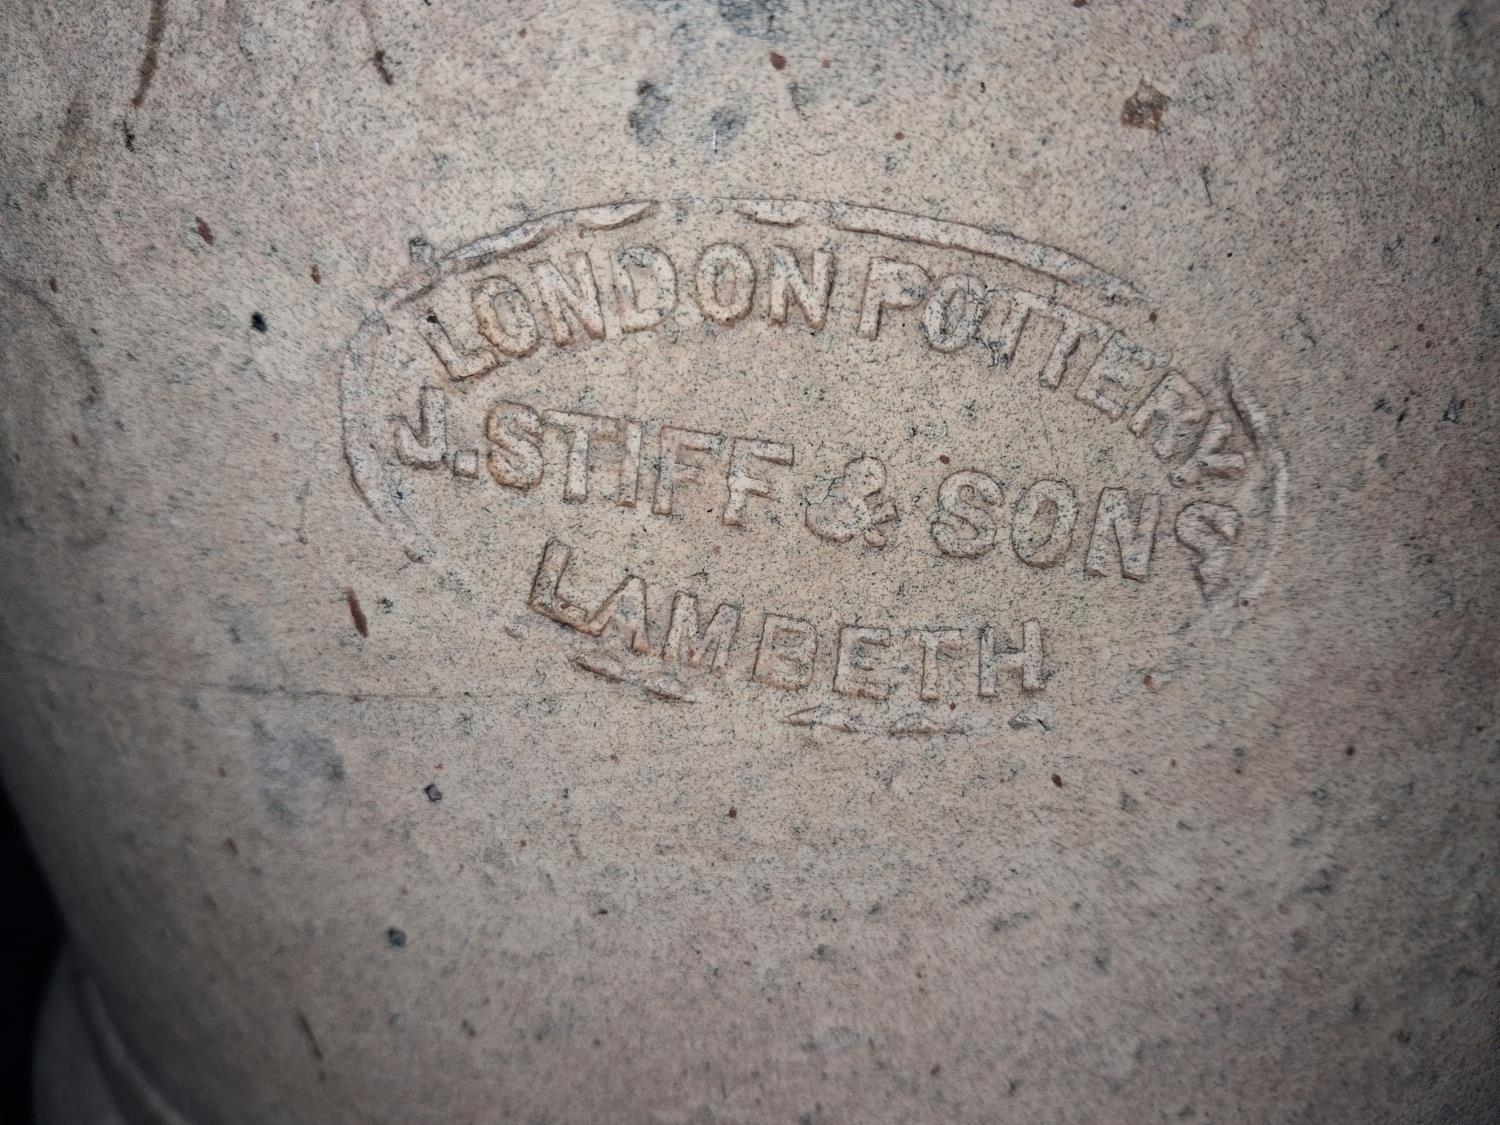 LONDON POTTERY
J. STIFF & SONS
LAMBETH